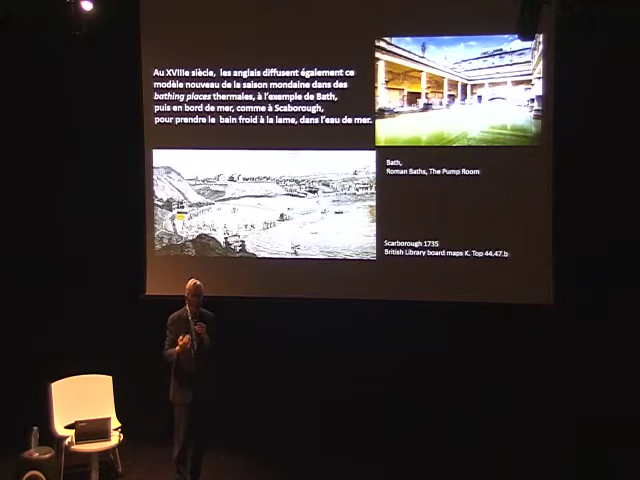 Au XVIIIe siècle, les anglais diffusent également ce
modèle nouveau de la saison mondaine dans des
bathing places thermales, à l'exemple de Bath,
puis en bord de mer, comme à Scaborough,
pour prendre le bain froid à la lame, dans l'eau de mer.
Bath,
Roman Baths, The Pump Room
Scarborough 1735
British Library board maps K. Top 44.47.b